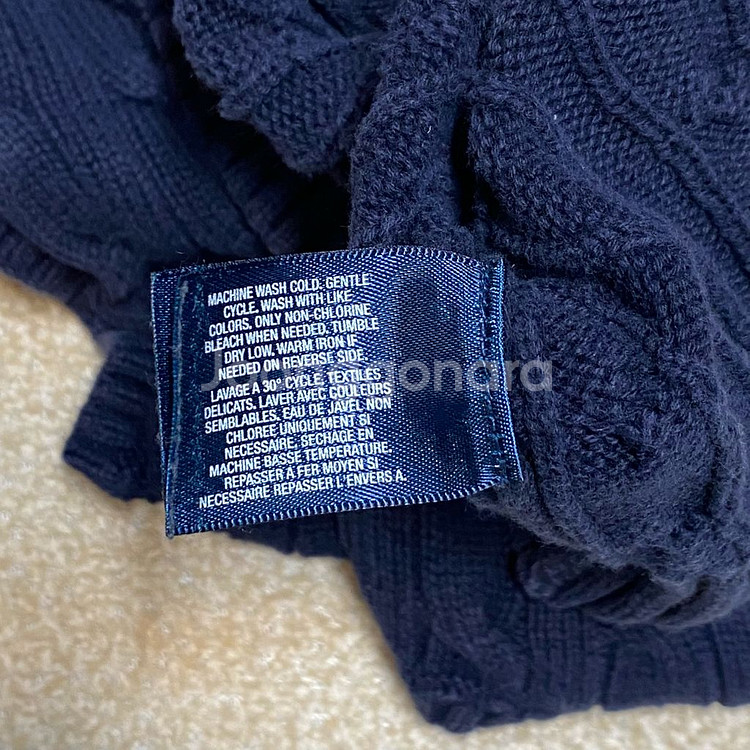 MACHINE WASH COLD. GENTLE
CYCLE. WASH WITH LIKE
COLORS. ONLY NON-CHLORINE
BLEACH WHEN NEEDED. TUMBLE
DRY LOW. WARM IRON IF
NEEDED ON REVERSE SIDE.
LAVAGE A 30° CYCLE TEXTILES
DELICATS. LAVER AVEC COULEURS
SEMBLABLES. EAU DE JAVEL NON
CHLOREE UNIQUEMENT SI
NECESSAIRE. SECHAGE EN
MACHINE BASSE TEMPERATURE.
REPASSER A FER MOYEN SI
NECESSAIRE REPASSER L'ENVERS A.